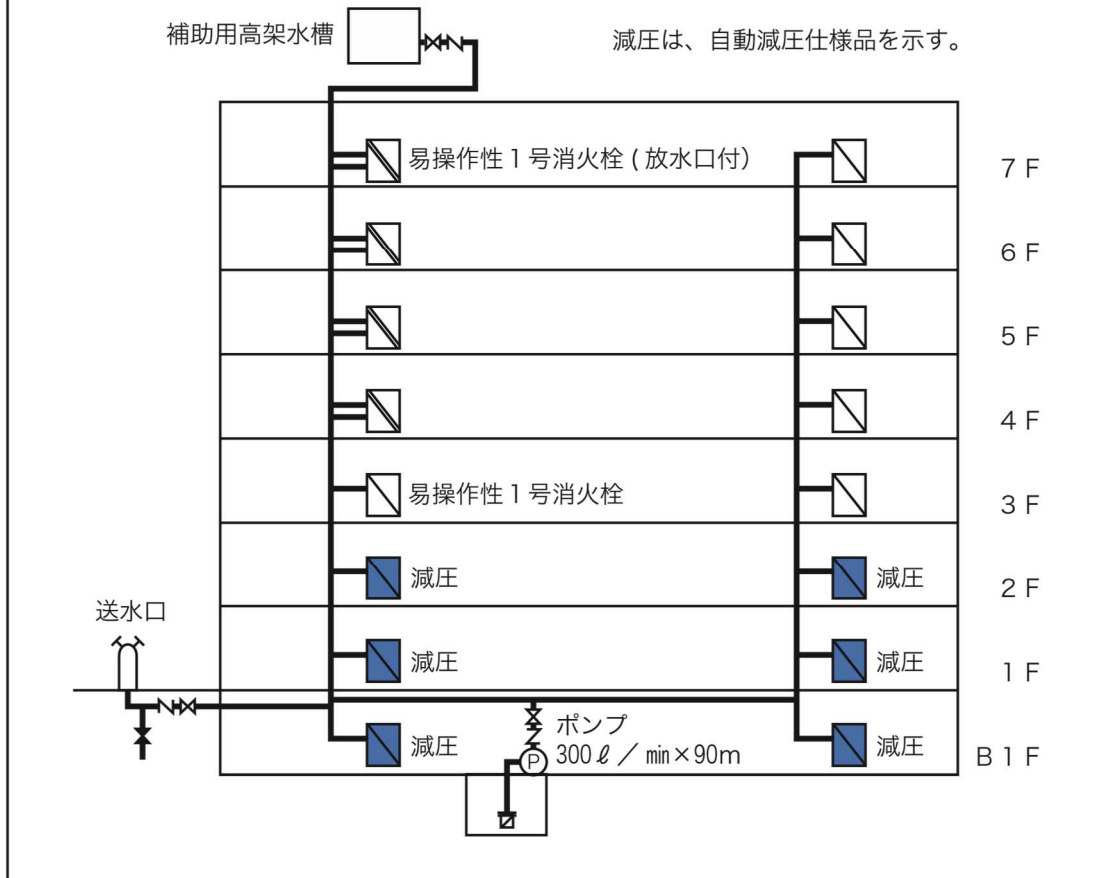 補助用高架水槽
減圧は、自動減圧仕様品を示す。
易操作性1号消火栓 ( 放水口付)
7F
6F
5F
4F
易操作性1号消火栓
3F
減圧
減圧
2F
送水口
減圧
減圧
1F
ポンプ
300ℓ／㎜×90m
P
減圧
減圧
B1F